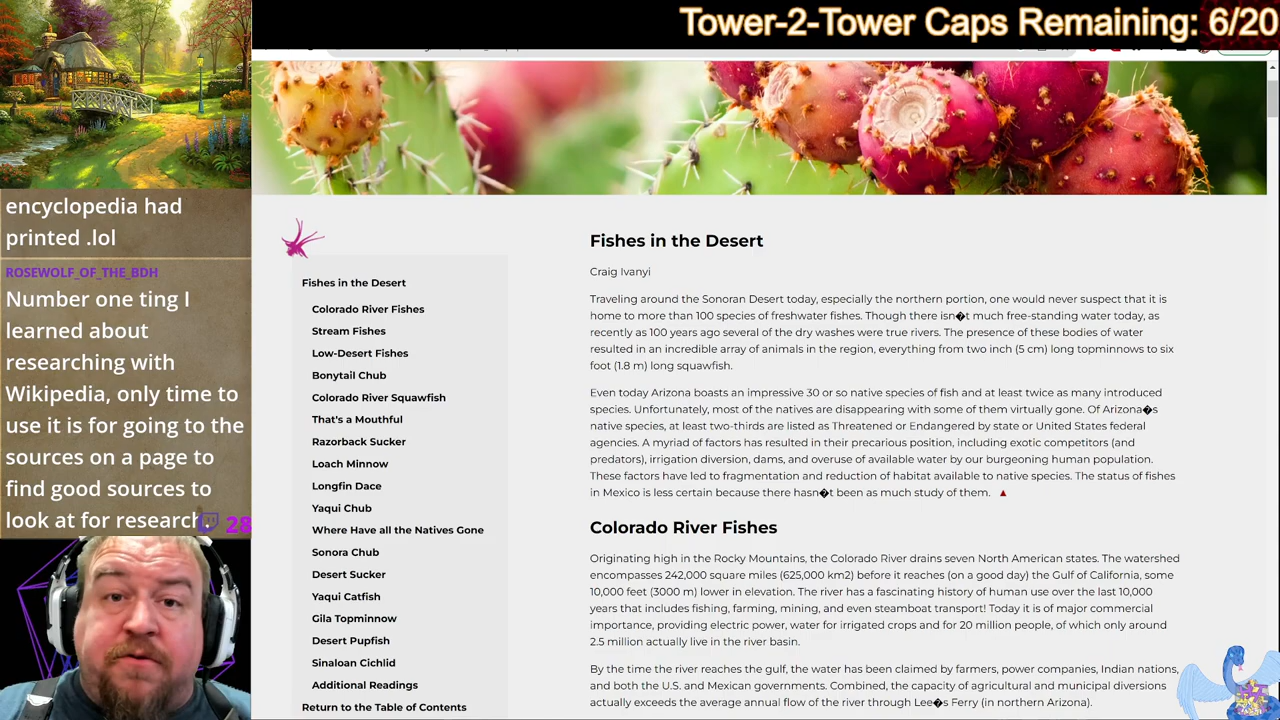 Tower-2-Tower Caps Remaining: 6/20
encyclopedia had
printed .lol
ROSEWOLF_OF_THE_BDH
Number one ting I
learned about
researching with
Wikipedia, only time to
use it is for going to the
sources on a page to
find good sources to
look at for research.
28
Fishes in the Desert
Colorado River Fishes
Stream Fishes
Low-Desert Fishes
Bonytail Chub
Colorado River Squawfish
That's a Mouthful
Razorback Sucker
Loach Minnow
Longfin Dace
Yaqui Chub
Where Have all the Natives Gone
Sonora Chub
Desert Sucker
Yaqui Catfish
Gila Topminnow
Desert Pupfish
Sinaloan Cichlid
Additional Readings
Return to the Table of Contents
Fishes in the Desert
Craig Ivanyi
Traveling around the Sonoran Desert today, especially the northern portion, one would never suspect that it is
home to more than 100 species of freshwater fishes. Though there isn�t much free-standing water today, as
recently as 100 years ago several of the dry washes were true rivers. The presence of these bodies of water
resulted in an incredible array of animals in the region, everything from two inch (5 cm) long topminnows to six
foot (1.8 m) long squawfish.
Even today Arizona boasts an impressive 30 or so native species of fish and at least twice as many introduced
species. Unfortunately, most of the natives are disappearing with some of them virtually gone. Of Arizona�s
native species, at least two-thirds are listed as Threatened or Endangered by state or United States federal
agencies. A myriad of factors has resulted in their precarious position, including exotic competitors (and
predators), irrigation diversion, dams, and overuse of available water by our burgeoning human population.
These factors have led to fragmentation and reduction of habitat available to native species. The status of fishes
in Mexico is less certain because there hasn�t been as much study of them. ▲
Colorado River Fishes
Originating high in the Rocky Mountains, the Colorado River drains seven North American states. The watershed
encompasses 242,000 square miles (625,000 km2) before it reaches (on a good day) the Gulf of California, some
10,000 feet (3000 m) lower in elevation. The river has a fascinating history of human use over the last 10,000
years that includes fishing, farming, mining, and even steamboat transport! Today it is of major commercial
importance, providing electric power, water for irrigated crops and for 20 million people, of which only around
2.5 million actually live in the river basin.
By the time the river reaches the gulf, the water has been claimed by farmers, power companies, Indian nations,
and both the U.S. and Mexican governments. Combined, the capacity of agricultural and municipal diversions
actually exceeds the average annual flow of the river through Lee�s Ferry (in northern Arizona).